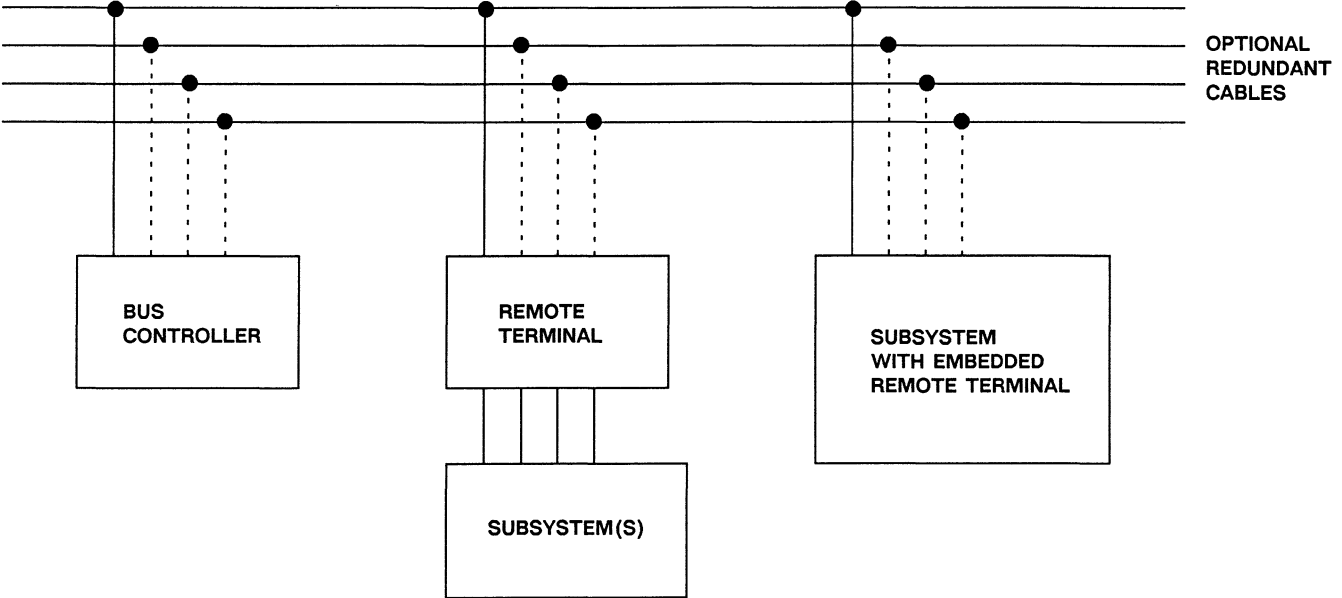 OPTIONAL
REDUNDANT
CABLES
BUS
CONTROLLER
REMOTE
TERMINAL
SUBSYSTEM
WITH EMBEDDED
REMOTE TERMINAL
SUBSYSTEM(S)